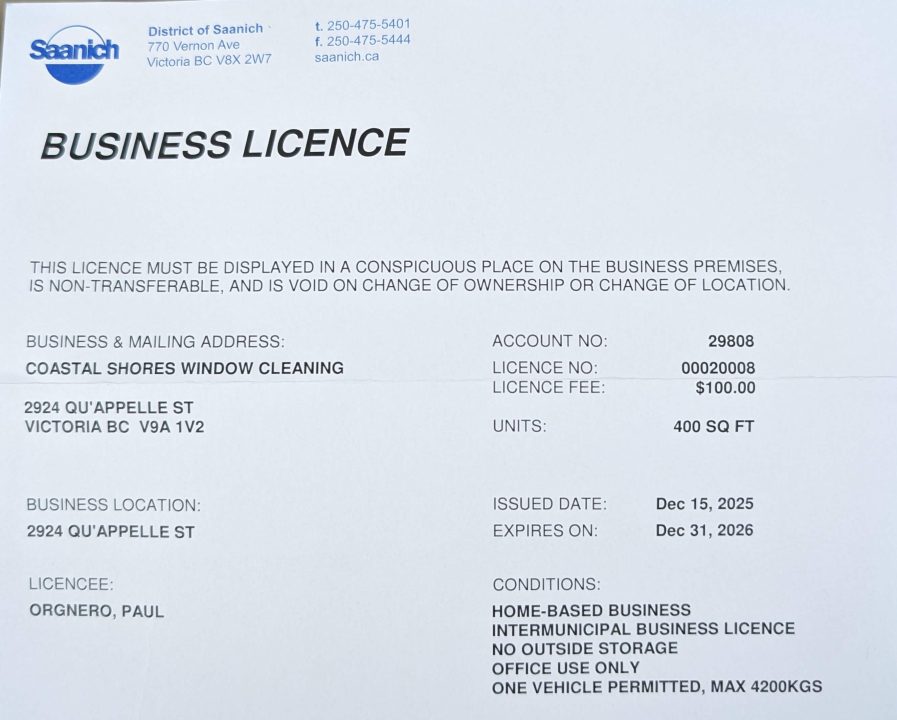 Saanich
District of Saanich
770 Vernon Ave
Victoria BC V8X 2W7
t. 250-475-5401
f. 250-475-5444
saanich.ca
BUSINESS LICENCE
THIS LICENCE MUST BE DISPLAYED IN A CONSPICUOUS PLACE ON THE BUSINESS PREMISES,
IS NON-TRANSFERABLE, AND IS VOID ON CHANGE OF OWNERSHIP OR CHANGE OF LOCATION.
BUSINESS & MAILING ADDRESS:
COASTAL SHORES WINDOW CLEANING
2924 QU'APPELLE ST
VICTORIA BC V9A 1V2
ACCOUNT NO: 29808
LICENCE NO: 00020008
LICENCE FEE: $100.00
UNITS: 400 SQ FT
BUSINESS LOCATION:
2924 QU'APPELLE ST
ISSUED DATE: Dec 15, 2025
EXPIRES ON: Dec 31, 2026
LICENCEE:
ORGNERO, PAUL
CONDITIONS:
HOME-BASED BUSINESS
INTERMUNICIPAL BUSINESS LICENCE
NO OUTSIDE STORAGE
OFFICE USE ONLY
ONE VEHICLE PERMITTED, MAX 4200KGS